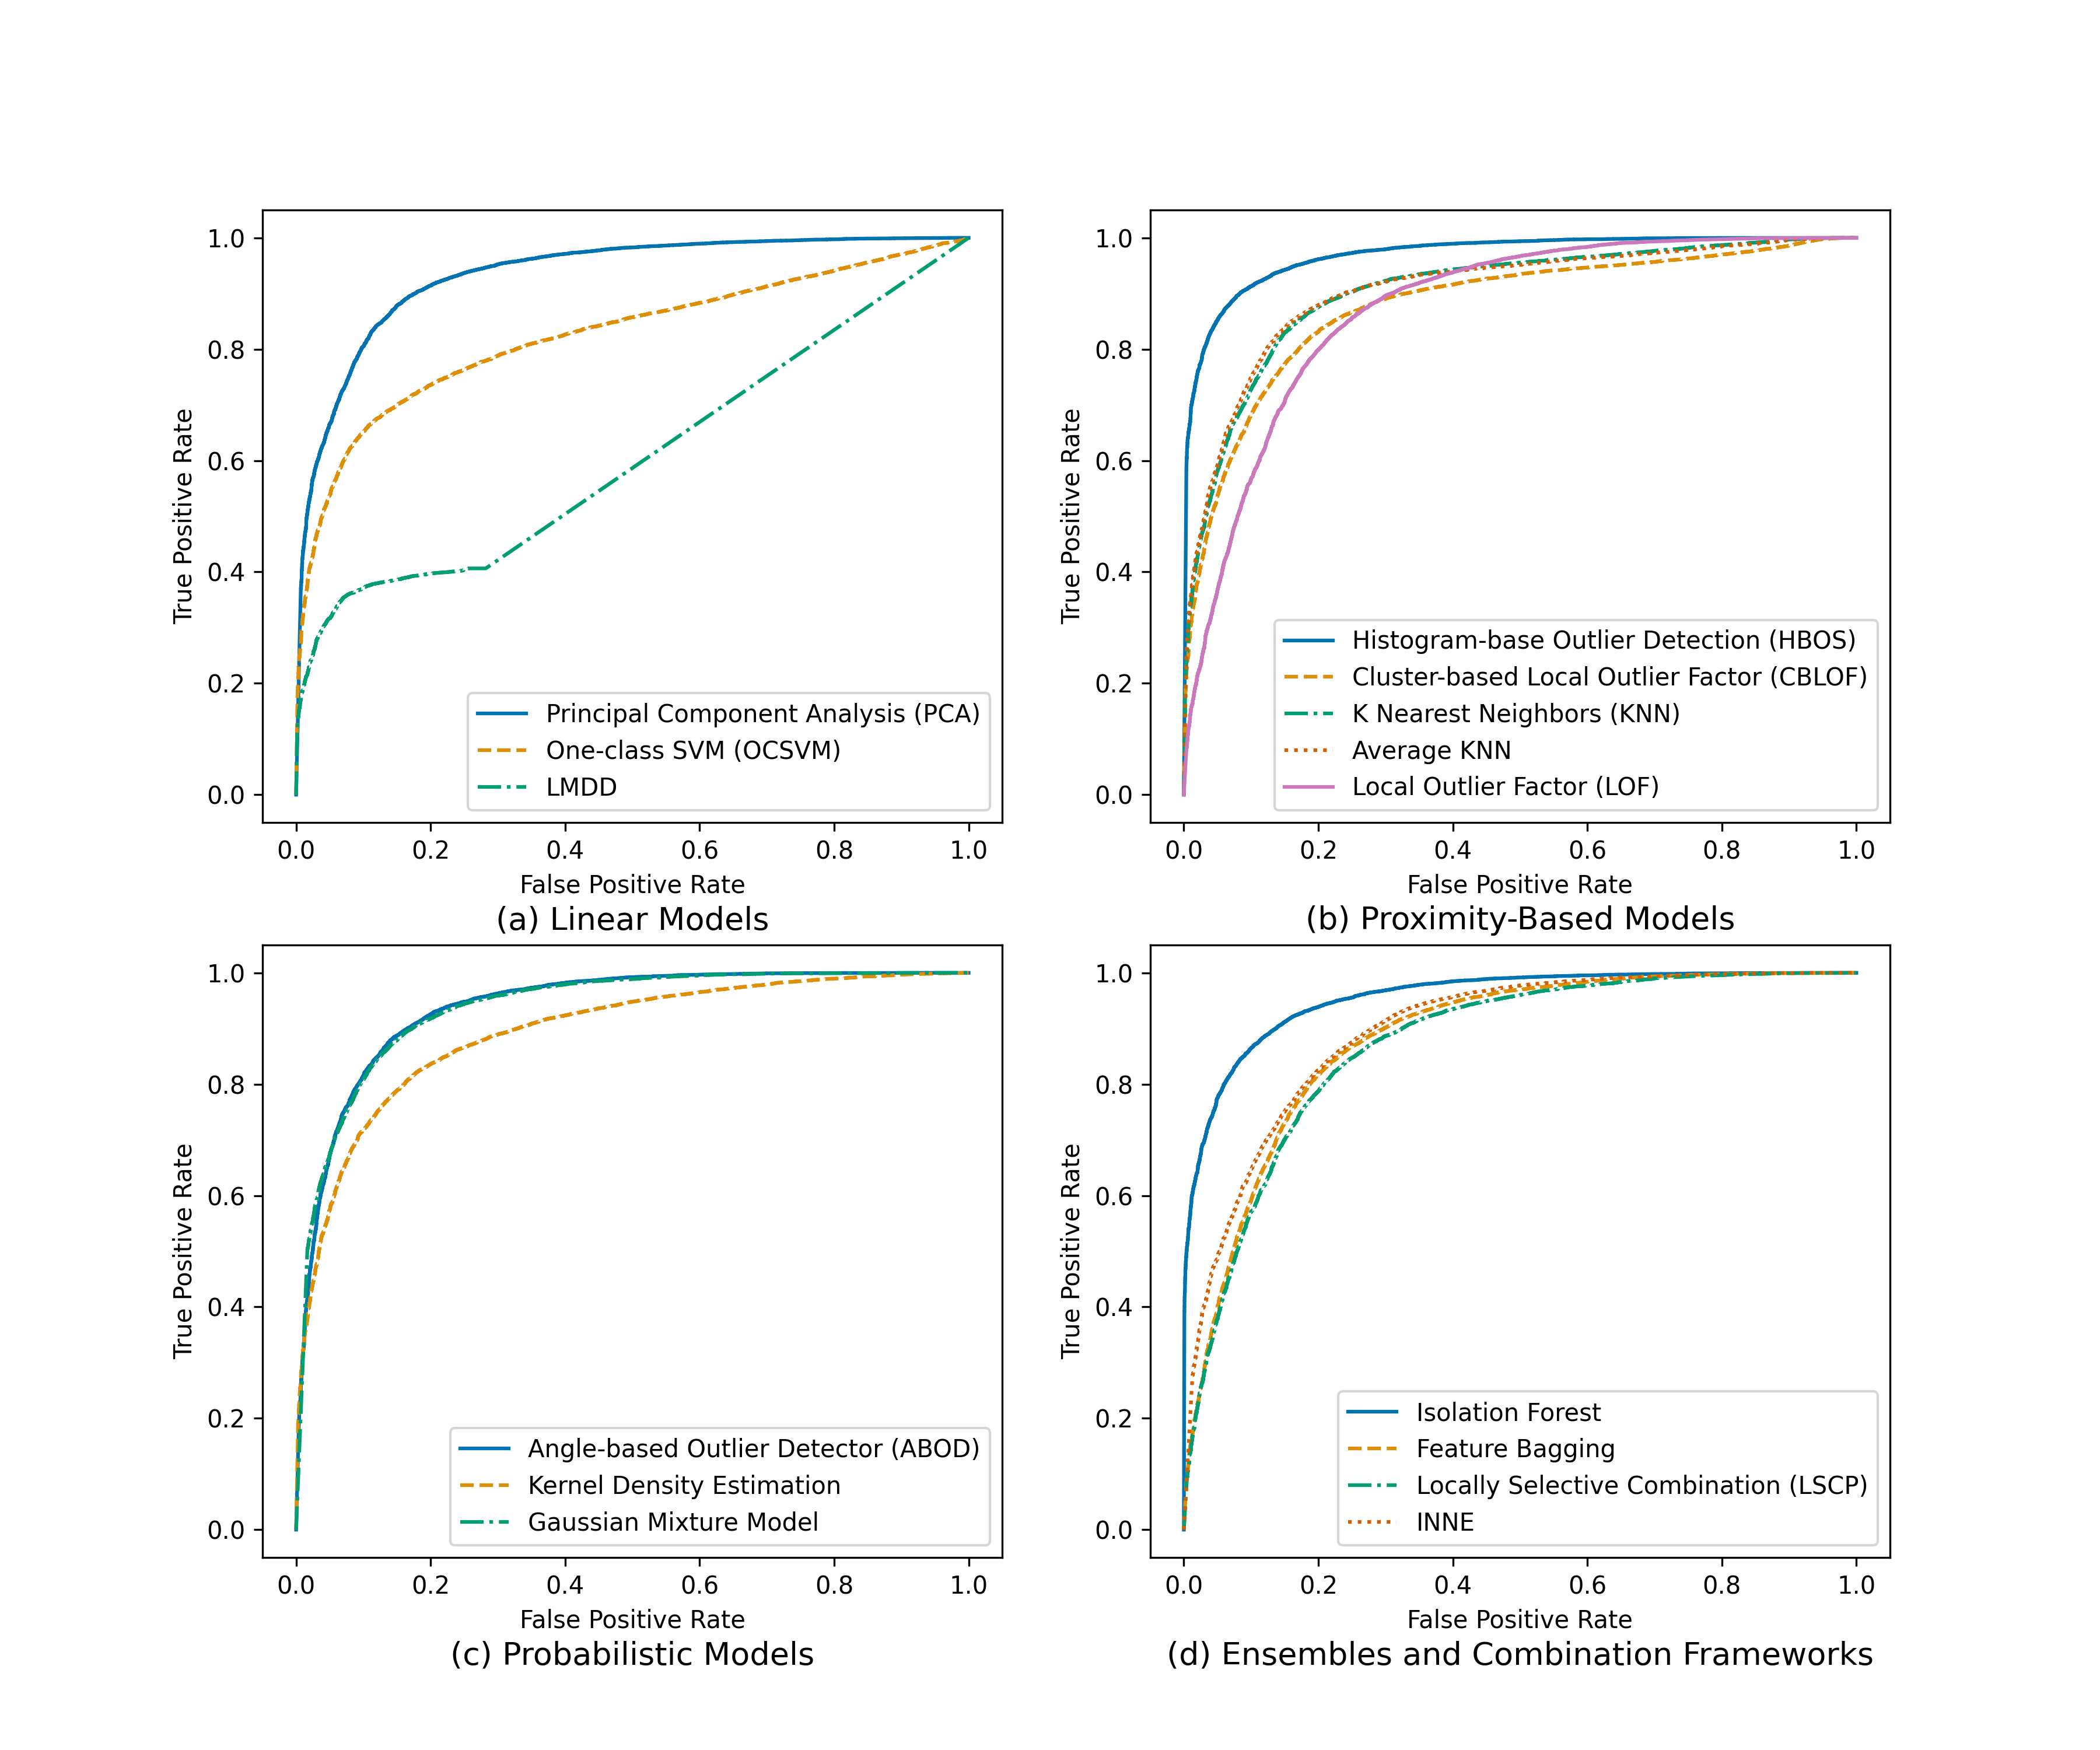 1.0
0.8
0.6
0.4
0.2
0.0
True Positive Rate
Principal Component Analysis (PCA)
One-class SVM (OCSVM)
LMDD
0.0 0.2 0.4 0.6 0.8 1.0
False Positive Rate
(a) Linear Models
1.0
0.8
0.6
0.4
0.2
0.0
True Positive Rate
Histogram-base Outlier Detection (HBOS)
Cluster-based Local Outlier Factor (CBLOF)
K Nearest Neighbors (KNN)
Average KNN
Local Outlier Factor (LOF)
0.0 0.2 0.4 0.6 0.8 1.0
False Positive Rate
(b) Proximity-Based Models
1.0
0.8
0.6
0.4
0.2
0.0
True Positive Rate
Angle-based Outlier Detector (ABOD)
Kernel Density Estimation
Gaussian Mixture Model
0.0 0.2 0.4 0.6 0.8 1.0
False Positive Rate
(c) Probabilistic Models
1.0
0.8
0.6
0.4
0.2
0.0
True Positive Rate
Isolation Forest
Feature Bagging
Locally Selective Combination (LSCP)
INNE
0.0 0.2 0.4 0.6 0.8 1.0
False Positive Rate
(d) Ensembles and Combination Frameworks